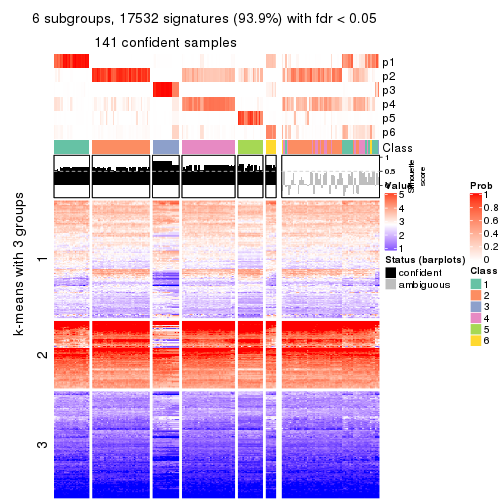 6 subgroups, 17532 signatures (93.9%) with fdr < 0.05
141 confident samples
p1
p2
p3
p4
p5
p6
Class
1
0.5
0
Silhouette
score
k-means with 3 groups
1
2
3
Value
5
4
3
2
1
Status (barplots)
confident
ambiguous
Prob
1
0.8
0.6
0.4
0.2
0
Class
1
2
3
4
5
6